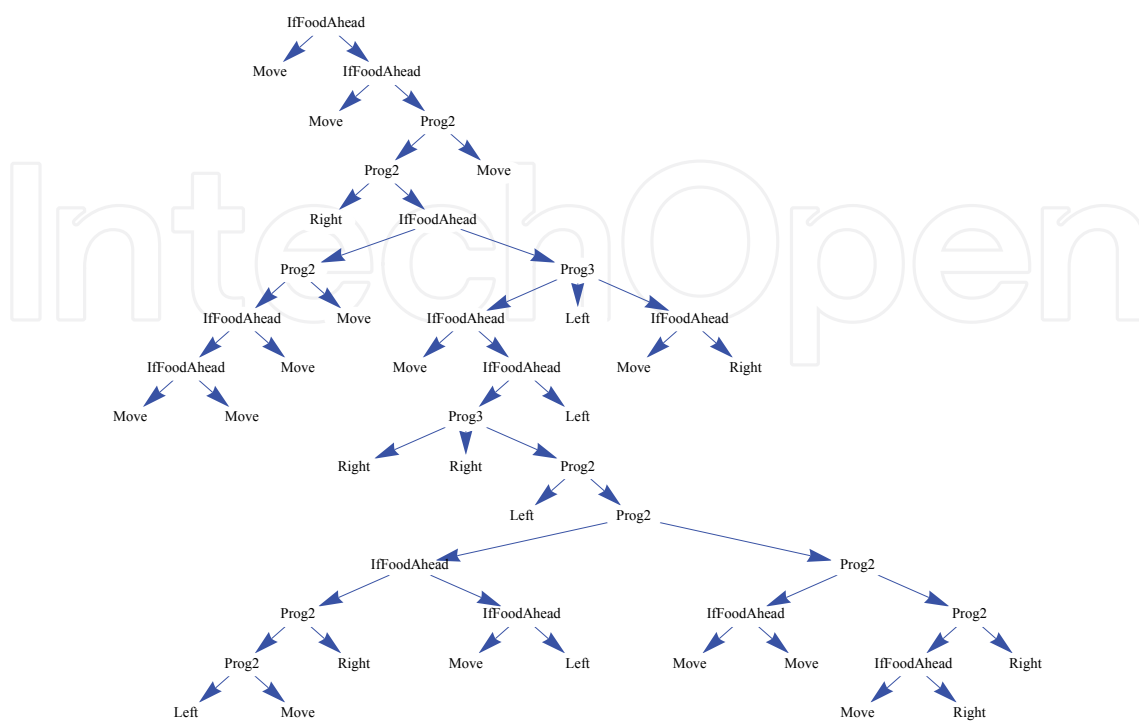 IfFoodAhead
Move IfFoodAhead
Move Prog2
Prog2 Move
Right IfFoodAhead
Prog2 Prog3
IfFoodAhead Move IfFoodAhead Left IfFoodAhead
IfFoodAhead Move Move IfFoodAhead Move Right
Move Move Prog3 Left
Right Right Prog2
Left Prog2
IfFoodAhead Prog2
Prog2 IfFoodAhead IfFoodAhead Prog2
Prog2 Right Move Left Move Move IfFoodAhead Right
Left Move Move Right
IntechOpen